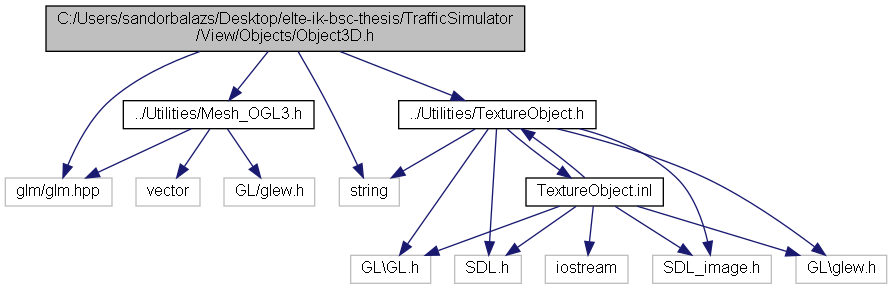 C:/Users/sandorbalazs/Desktop/elte-ik-bsc-thesis/TrafficSimulator
/View/Objects/Object3D.h
../Utilities/Mesh_OGL3.h
../Utilities/TextureObject.h
glm/glm.hpp
vector
GL/glew.h
string
TextureObject.inl
GL\GL.h
SDL.h
iostream
SDL_image.h
GL\glew.h